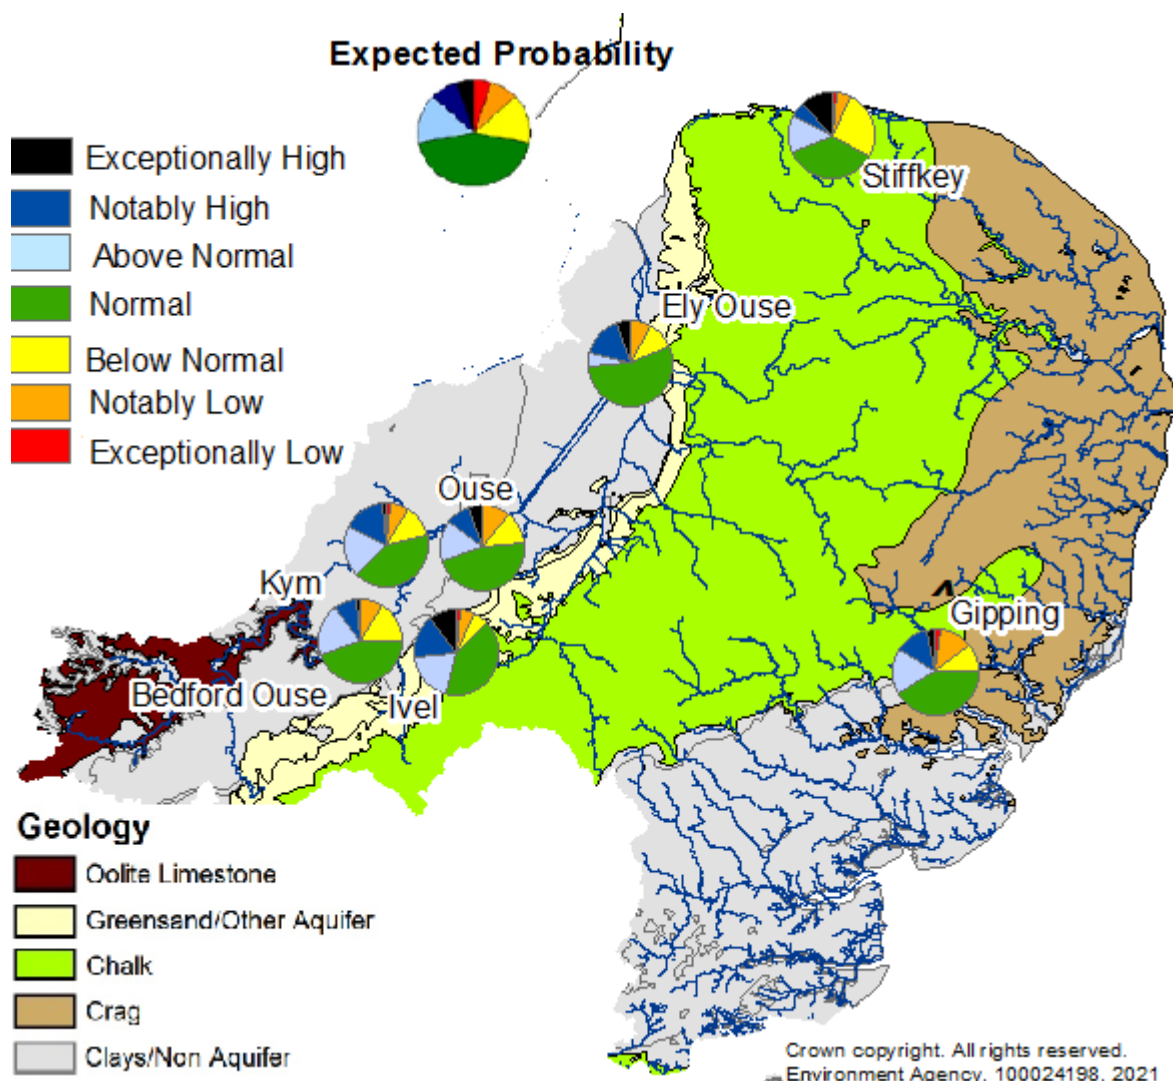 Expected Probability
Exceptionally High
Notably High
Above Normal
Normal
Below Normal
Notably Low
Exceptionally Low
Stiffkey
Ely Ouse
Ouse
Kym
Gipping
Bedford Ouse
Ivel
Geology
Oolite Limestone
Greensand/Other Aquifer
Chalk
Crag
Clays/Non Aquifer
Crown copyright. All rights reserved.
Environment Agency, 100024198, 2021